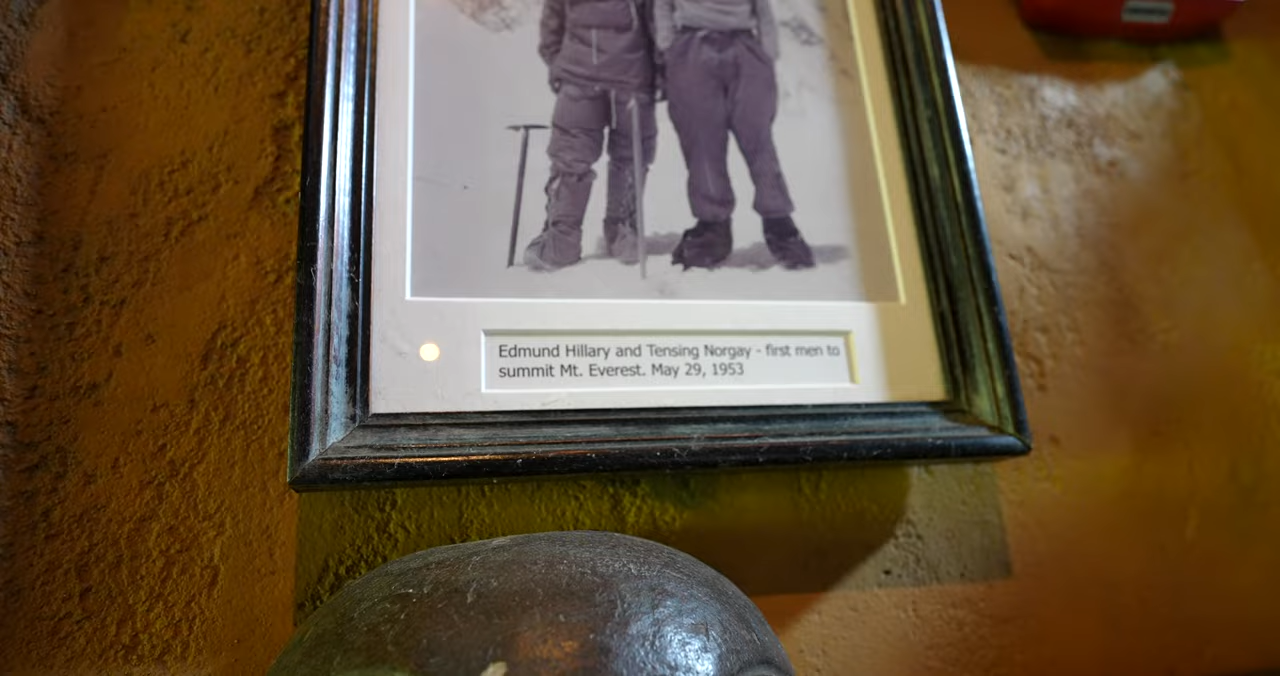 Edmund Hillary and Tensing Norgay - first men to
summit Mt. Everest. May 29, 1953